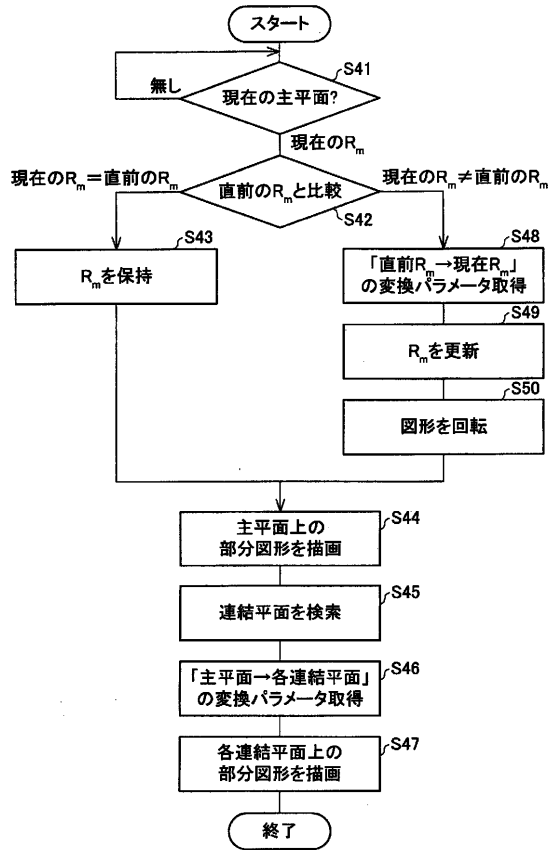 スタート
S41
無し
現在の主平面?
現在のRm
現在のRm=直前のRm
現在のRm≠直前のRm
直前のRmと比較
S42
S43
Rmを保持
S48
「直前Rm→現在Rm」
の変換パラメータ取得
S49
Rmを更新
S50
図形を回転
S44
主平面上の
部分図形を描画
S45
連結平面を検索
S46
「主平面→各連結平面」
の変換パラメータ取得
S47
各連結平面上の
部分図形を描画
終了